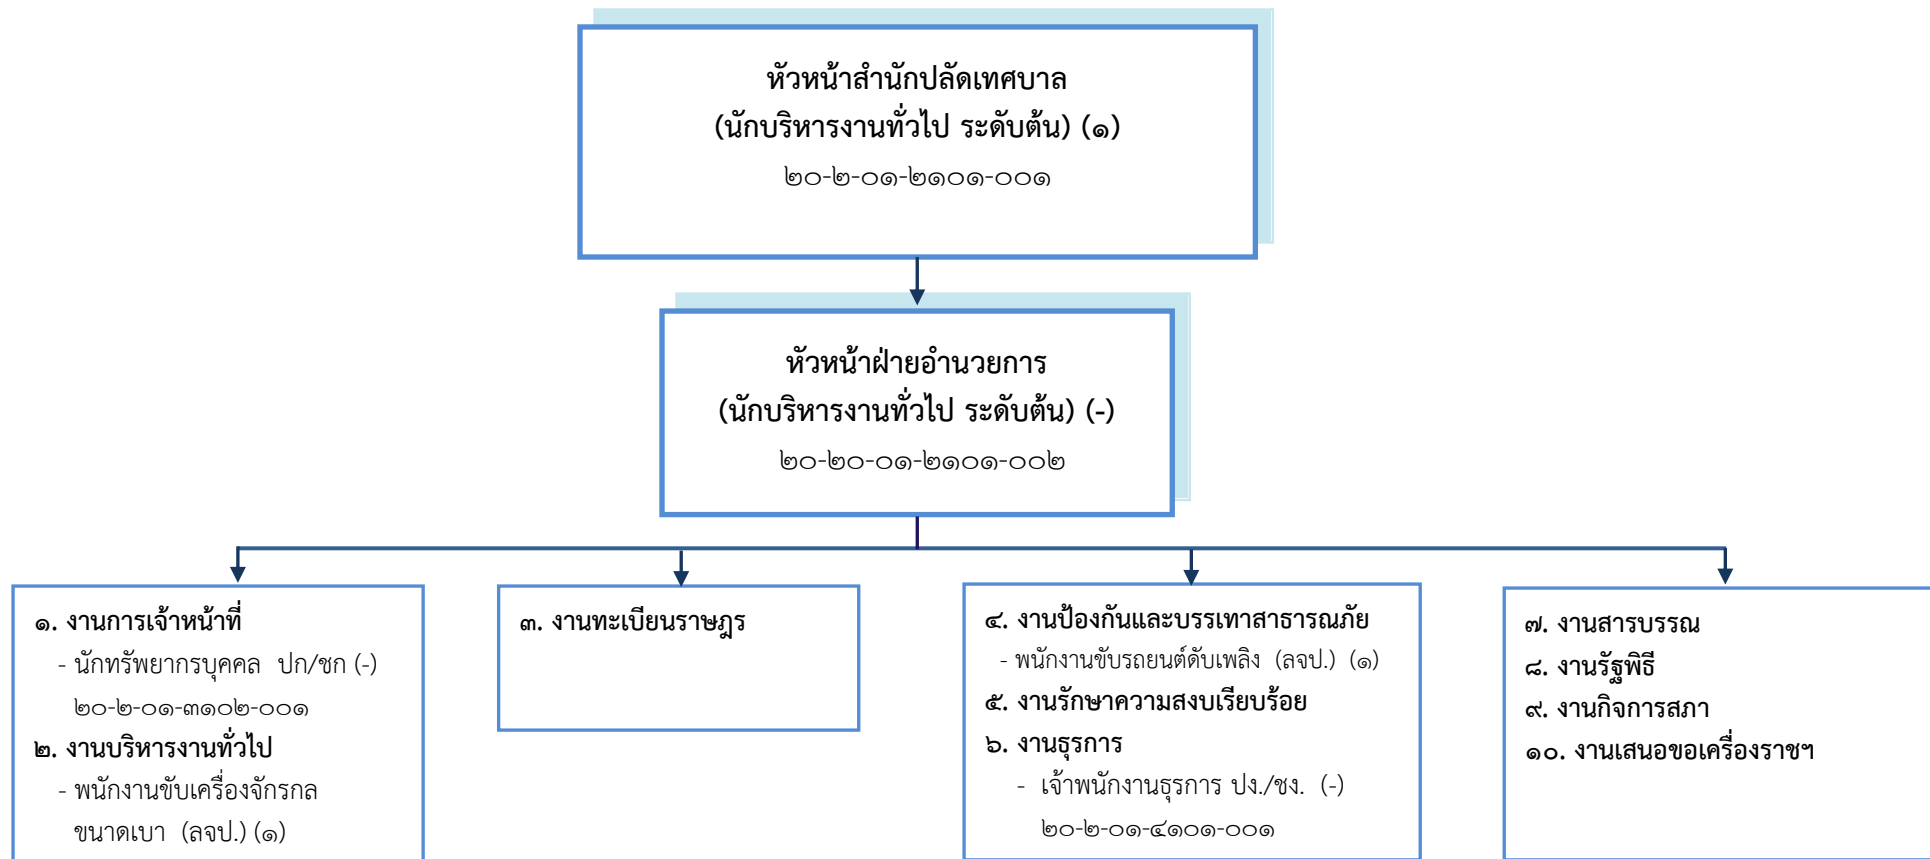 หัวหน้าสำนักปลัดเทศบาล
(นักบริหารงานทั่วไป ระดับต้น) (๑)
๒๐-๒-๐๑-๒๑๐๑-๐๐๑
หัวหน้าฝ่ายอำนวยการ
(นักบริหารงานทั่วไป ระดับต้น) (-)
๒๐-๒๐-๐๑-๒๑๐๑-๐๐๒
๑. งานการเจ้าหน้าที่
- นักทรัพยากรบุคคล ปก/ชก (-)
๒๐-๒-๐๑-๓๑๐๒-๐๐๑
๒. งานบริหารงานทั่วไป
- พนักงานขับเครื่องจักรกล
ขนาดเบา (ลจป.) (๑)
๓. งานทะเบียนราษฎร
๔. งานป้องกันและบรรเทาสาธารณภัย
- พนักงานขับรถยนต์ดับเพลิง (ลจป.) (๑)
๕. งานรักษาความสงบเรียบร้อย
๖. งานธุรการ
- เจ้าพนักงานธุรการ ปง./ชง. (-)
๒๐-๒-๐๑-๔๑๐๑-๐๐๑
๗. งานสารบรรณ
๘. งานรัฐพิธี
๙. งานกิจการสภา
๑๐. งานเสนอขอเครื่องราชฯ